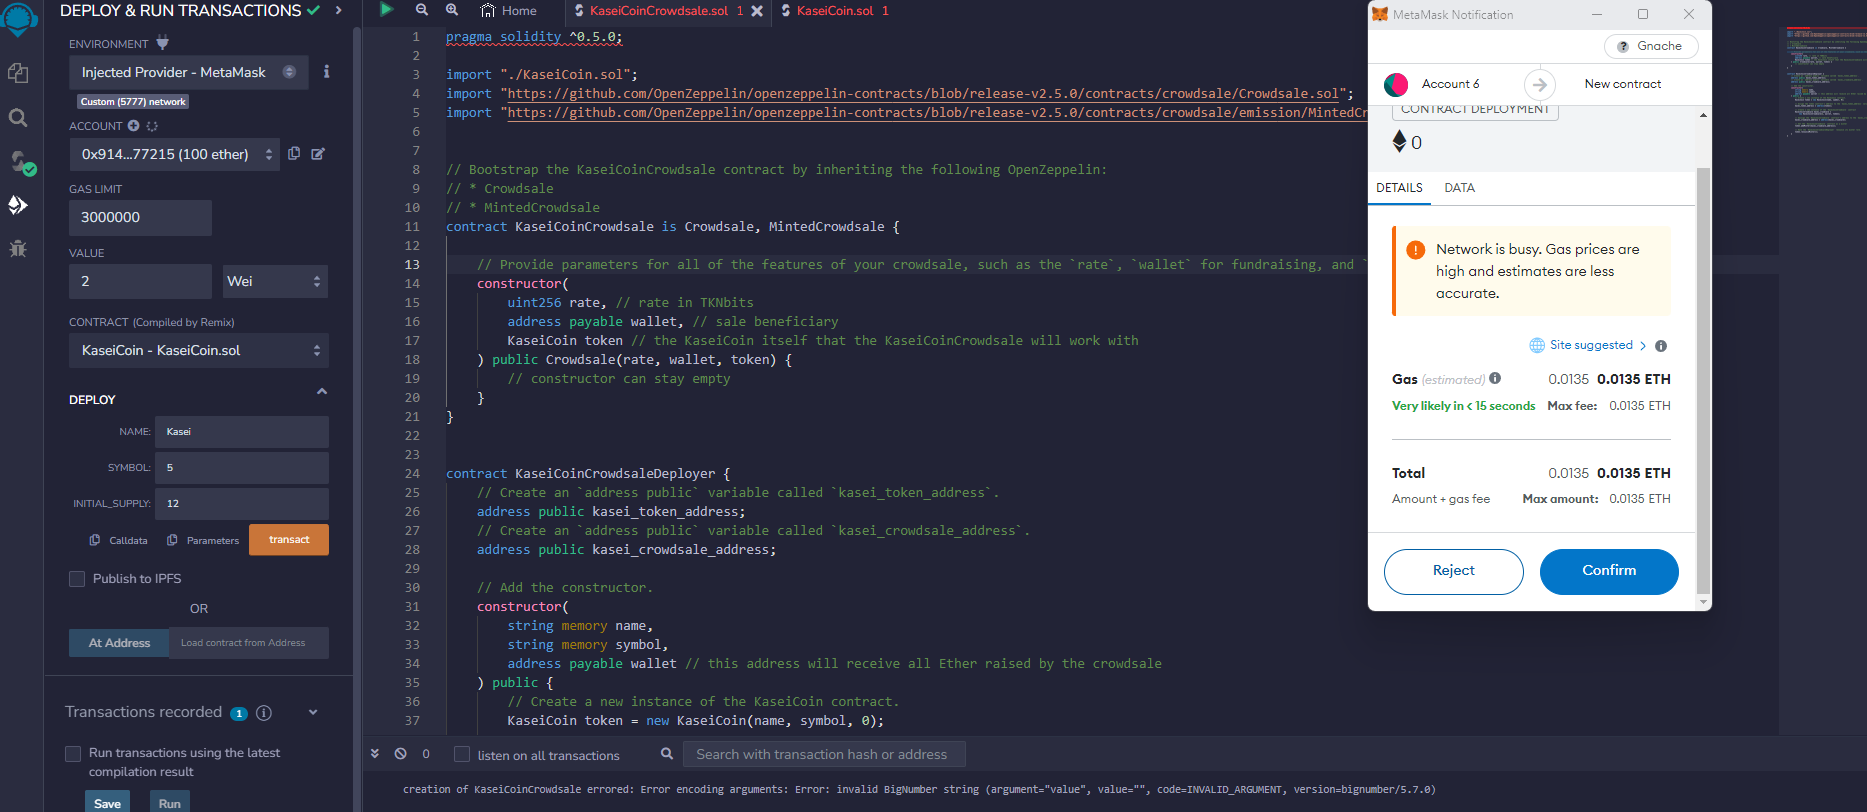 DEPLOY & RUN TRANSACTIONS
ENVIRONMENT
Injected Provider - MetaMask
Custom (5777) network
ACCOUNT
0x914...77215 (100 ether)
GAS LIMIT
3000000
VALUE
2
Wei
CONTRACT (Compiled by Remix)
KaseiCoin - KaseiCoin.sol
DEPLOY
NAME:
Kasei
SYMBOL:
5
INITIAL_SUPPLY:
12
Calldata
Parameters
transact
Publish to IPFS
OR
At Address
Load contract from Address
Transactions recorded 1
Run transactions using the latest
compilation result
Save
Run
Home
KaseiCoinCrowdsale.sol 1
KaseiCoin.sol 1
1 pragma solidity ^0.5.0;
2
3 import "./KaseiCoin.sol";
4 import "https://github.com/OpenZeppelin/openzeppelin-contracts/blob/release-v2.5.0/contracts/crowdsale/Crowdsale.sol";
5 import "https://github.com/OpenZeppelin/openzeppelin-contracts/blob/release-v2.5.0/contracts/crowdsale/emission/MintedCr
6
7
8 // Bootstrap the KaseiCoinCrowdsale contract by inheriting the following OpenZeppelin:
9 // * Crowdsale
10 // * MintedCrowdsale
11 contract KaseiCoinCrowdsale is Crowdsale, MintedCrowdsale {
12
13 // Provide parameters for all of the features of your crowdsale, such as the `rate`, `wallet` for fundraising, and `
14 constructor(
15 uint256 rate, // rate in TKNbits
16 address payable wallet, // sale beneficiary
17 KaseiCoin token // the KaseiCoin itself that the KaseiCoinCrowdsale will work with
18 ) public Crowdsale(rate, wallet, token) {
19 // constructor can stay empty
20 }
21 }
22
23
24 contract KaseiCoinCrowdsaleDeployer {
25 // Create an `address public` variable called `kasei_token_address`.
26 address public kasei_token_address;
27 // Create an `address public` variable called `kasei_crowdsale_address`.
28 address public kasei_crowdsale_address;
29
30 // Add the constructor.
31 constructor(
32 string memory name,
33 string memory symbol,
34 address payable wallet // this address will receive all Ether raised by the crowdsale
35 ) public {
36 // Create a new instance of the KaseiCoin contract.
37 KaseiCoin token = new KaseiCoin(name, symbol, 0);
0
listen on all transactions
Search with transaction hash or address
creation of KaseiCoinCrowdsale errored: Error encoding arguments: Error: invalid BigNumber string (argument="value", value="", code=INVALID_ARGUMENT, version=bignumber/5.7.0)
MetaMask Notification
Gnache
Account 6
New contract
CONTRACT DEPLOYMENT
0
DETAILS
DATA
Network is busy. Gas prices are
high and estimates are less
accurate.
Site suggested
Gas (estimated) 0.0135 0.0135 ETH
Very likely in < 15 seconds Max fee: 0.0135 ETH
Total 0.0135 0.0135 ETH
Amount + gas fee Max amount: 0.0135 ETH
Reject
Confirm